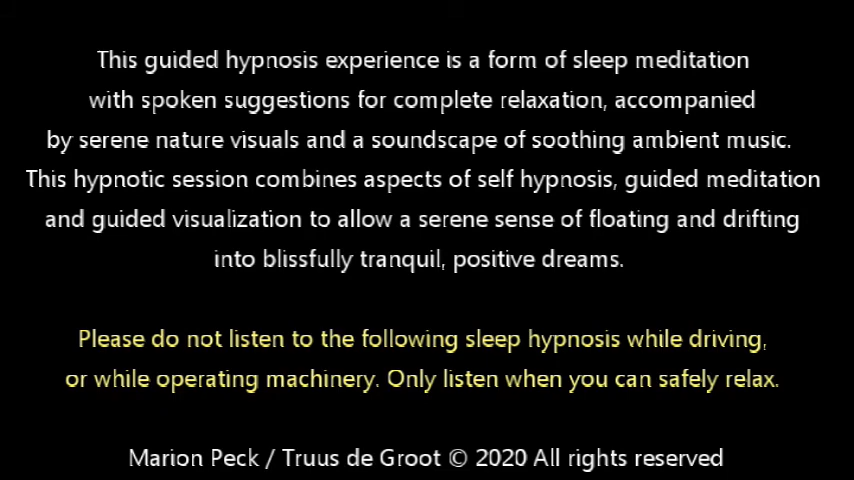 This guided hypnosis experience is a form of sleep meditation
with spoken suggestions for complete relaxation, accompanied
by serene nature visuals and a soundscape of soothing ambient music.
This hypnotic session combines aspects of self hypnosis, guided meditation
and guided visualization to allow a serene sense of floating and drifting
into blissfully tranquil, positive dreams.
Please do not listen to the following sleep hypnosis while driving,
or while operating machinery. Only listen when you can safely relax.
Marion Peck / Truus de Groot © 2020 All rights reserved